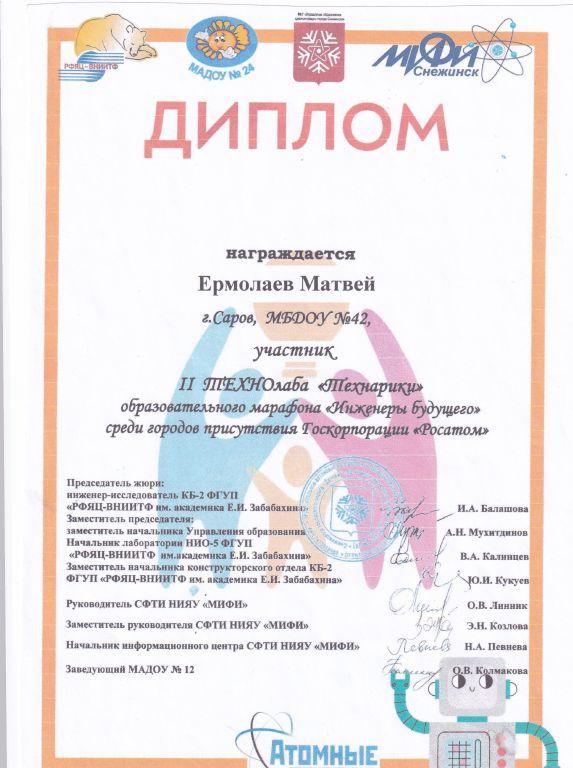 РФЯЦ-ВНИИТФ
МАДОУ № 24
МИФИ
Снежинск
ДИПЛОМ
награждается
Ермолаев Матвей
г.Саров, МБДОУ №42,
участник
II ТЕХНОлаба «Технарики»
образовательного марафона «Инженеры будущего»
среди городов присутствия Госкорпорации «Росатом»
Председатель жюри:
инженер-исследователь КБ-2 ФГУП
«РФЯЦ-ВНИИТФ им. академика Е.И. Забабахина» И.А. Балашова
Заместитель председателя:
заместитель начальника Управления образования А.Н. Мухитдинов
Начальник лаборатории НИО-5 ФГУП
«РФЯЦ-ВНИИТФ им.академика Е.И. Забабахина» В.А. Калинцев
Заместитель начальника конструкторского отдела КБ-2
ФГУП «РФЯЦ-ВНИИТФ им. академика Е.И. Забабахина» Ю.И. Кукуев
Руководитель СФТИ НИЯУ «МИФИ» О.В. Линник
Заместитель руководителя СФТИ НИЯУ «МИФИ» Э.Н. Козлова
Начальник информационного центра СФТИ НИЯУ «МИФИ» Н.А. Певнева
Заведующий МАДОУ № 12 О.В. Колмакова
АТОМНЫЕ